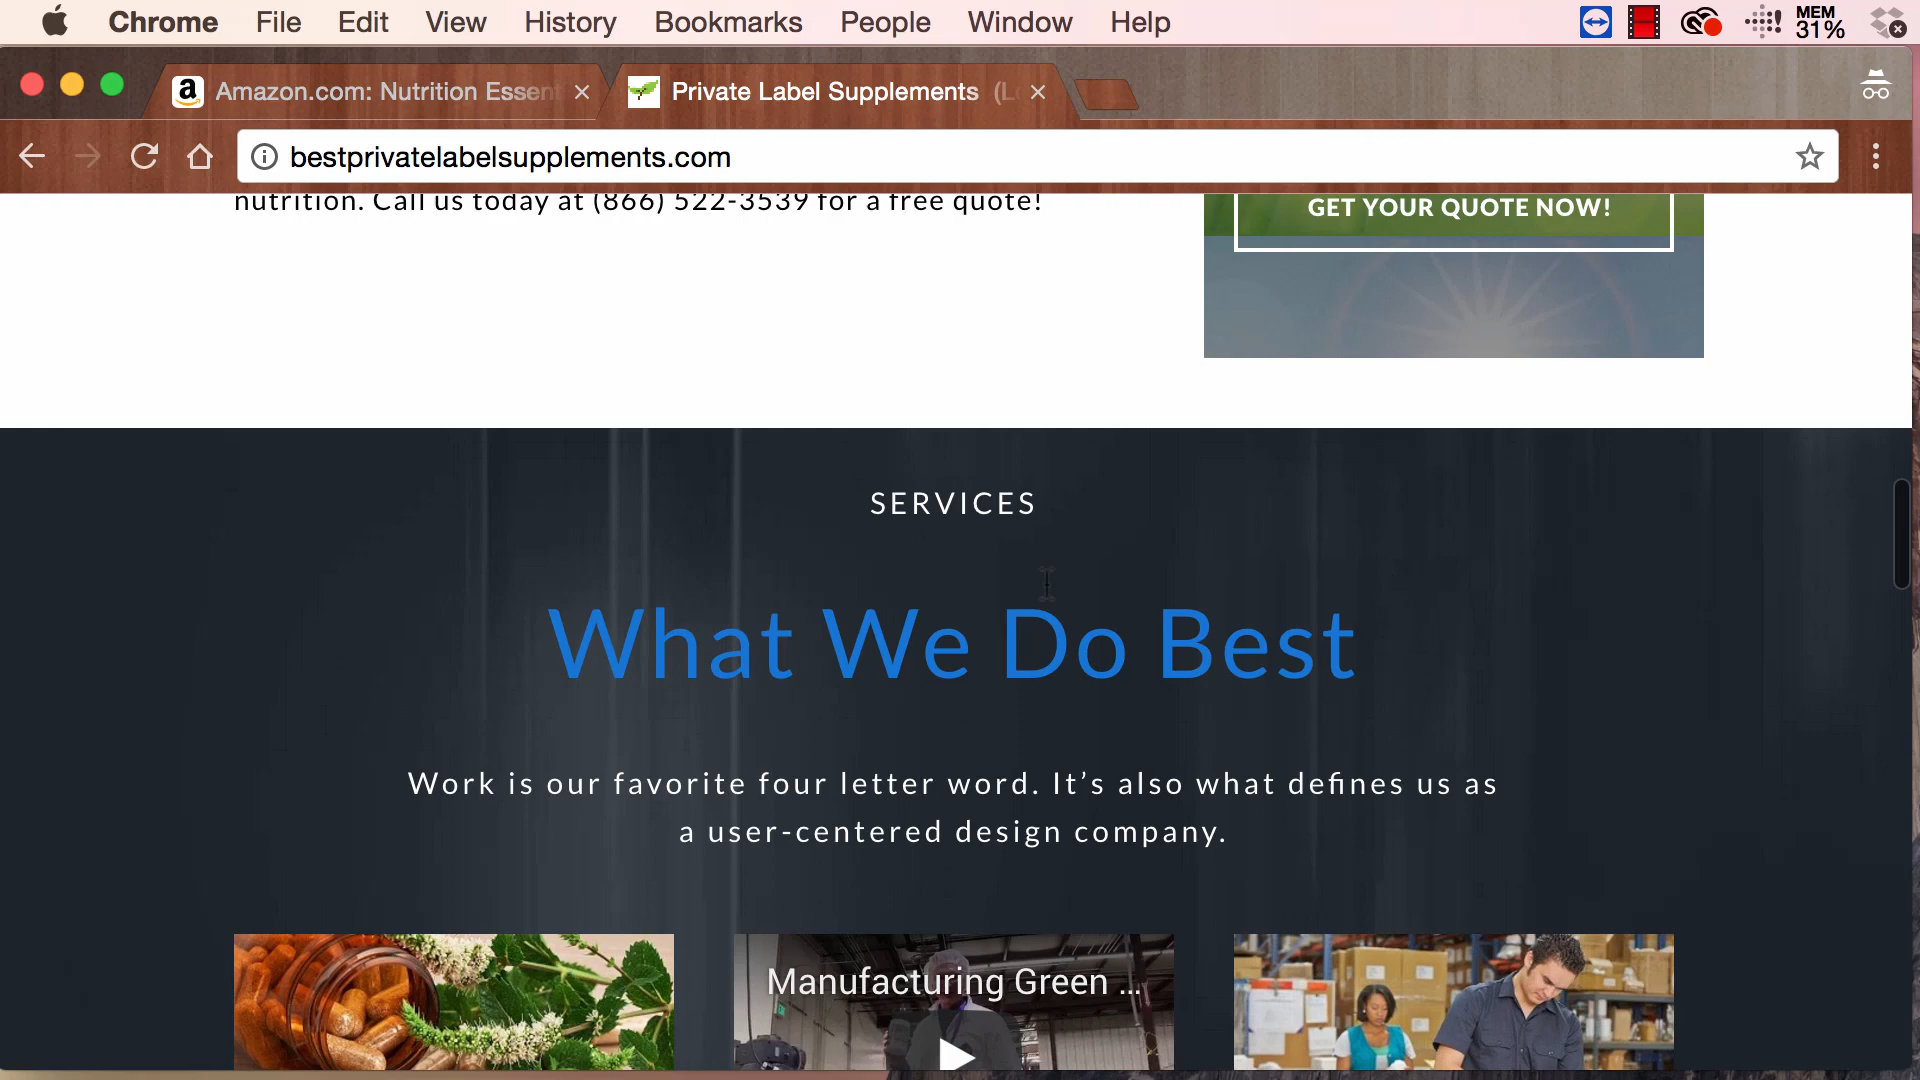 Chrome File Edit View History Bookmarks People Window Help MEM 31%
Amazon.com: Nutrition Essen
Private Label Supplements
bestprivatelabelsupplements.com
nutrition. Call us today at (866) 522-3539 for a free quote!
GET YOUR QUOTE NOW!
SERVICES
What We Do Best
Work is our favorite four letter word. It’s also what defines us as
a user-centered design company.
Manufacturing Green ...